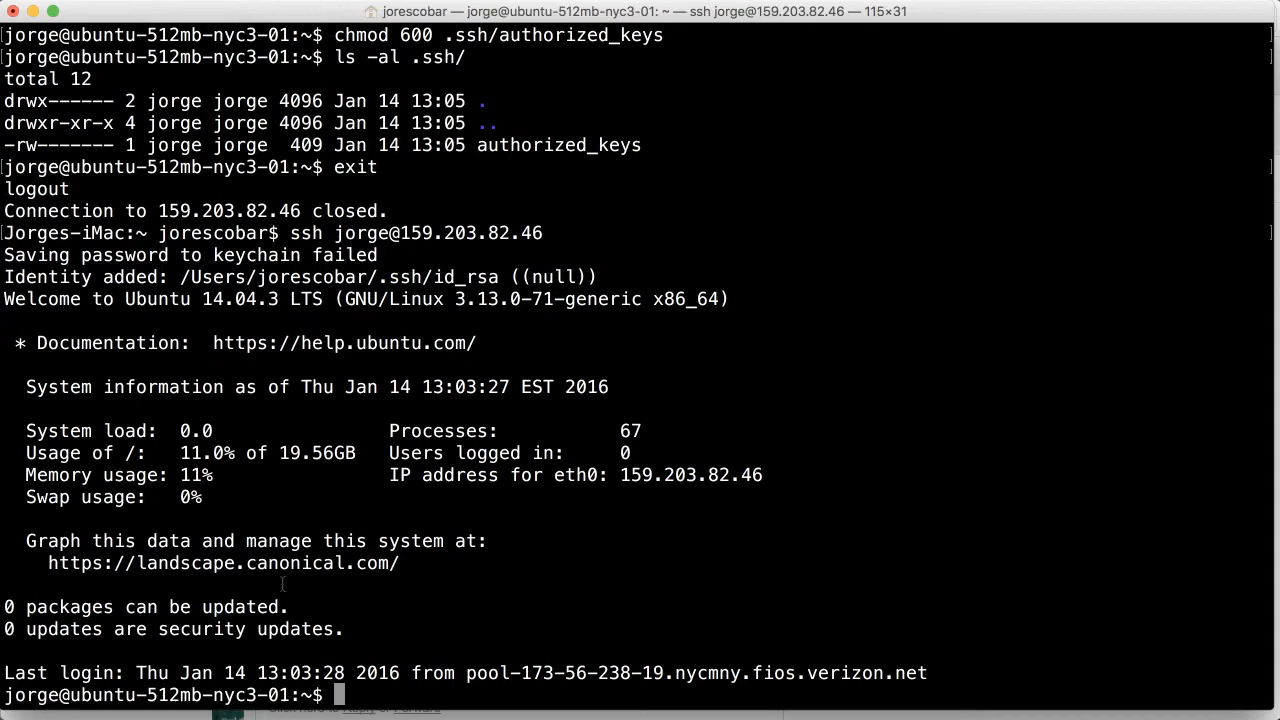 jorescobar — jorge@ubuntu-512mb-nyc3-01: ~ — ssh jorge@159.203.82.46 — 115×31
[jorge@ubuntu-512mb-nyc3-01:~$ chmod 600 .ssh/authorized_keys ]
[jorge@ubuntu-512mb-nyc3-01:~$ ls -al .ssh/ ]
total 12
drwx------ 2 jorge jorge 4096 Jan 14 13:05 .
drwxr-xr-x 4 jorge jorge 4096 Jan 14 13:05 ..
-rw------- 1 jorge jorge  409 Jan 14 13:05 authorized_keys
[jorge@ubuntu-512mb-nyc3-01:~$ exit ]
logout
Connection to 159.203.82.46 closed.
[Jorges-iMac:~ jorescobar$ ssh jorge@159.203.82.46 ]
Saving password to keychain failed
Identity added: /Users/jorescobar/.ssh/id_rsa ((null))
Welcome to Ubuntu 14.04.3 LTS (GNU/Linux 3.13.0-71-generic x86_64)
* Documentation:  https://help.ubuntu.com/
System information as of Thu Jan 14 13:03:27 EST 2016
System load:  0.0                Processes:           67
Usage of /:   11.0% of 19.56GB   Users logged in:     0
Memory usage: 11%                IP address for eth0: 159.203.82.46
Swap usage:   0%
Graph this data and manage this system at:
https://landscape.canonical.com/
0 packages can be updated.
0 updates are security updates.
Last login: Thu Jan 14 13:03:28 2016 from pool-173-56-238-19.nycmny.fios.verizon.net
jorge@ubuntu-512mb-nyc3-01:~$